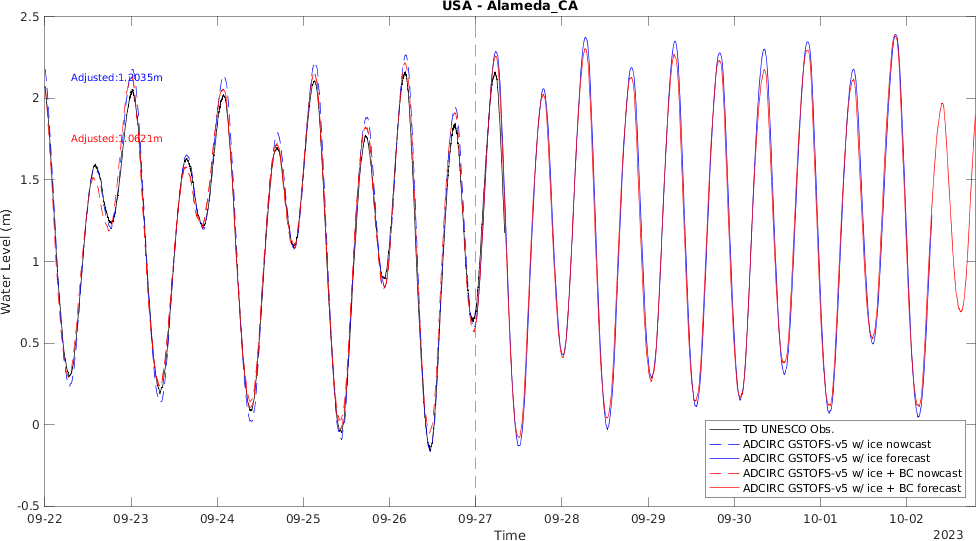 USA - Alameda_CA
2.5
2
1.5
1
0.5
0
-0.5
Water Level (m)
Adjusted:1.2035m
Adjusted:1.0621m
TD UNESCO Obs.
ADCIRC GSTOFS-v5 w/ ice nowcast
ADCIRC GSTOFS-v5 w/ ice forecast
ADCIRC GSTOFS-v5 w/ ice + BC nowcast
ADCIRC GSTOFS-v5 w/ ice + BC forecast
09-22 09-23 09-24 09-25 09-26 09-27 09-28 09-29 09-30 10-01 10-02
Time
2023